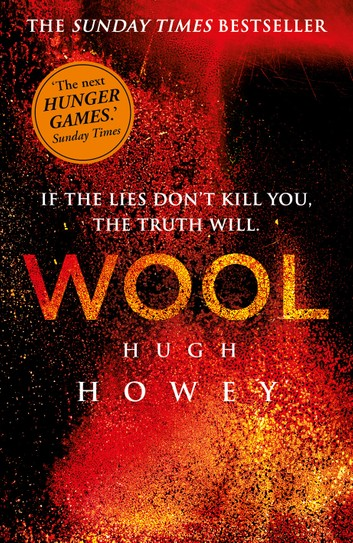 THE SUNDAY TIMES BESTSELLER
‘The next
HUNGER
GAMES.’
Sunday Times
IF THE LIES DON’T KILL YOU,
THE TRUTH WILL.
WOOL
HUGH
HOWEY